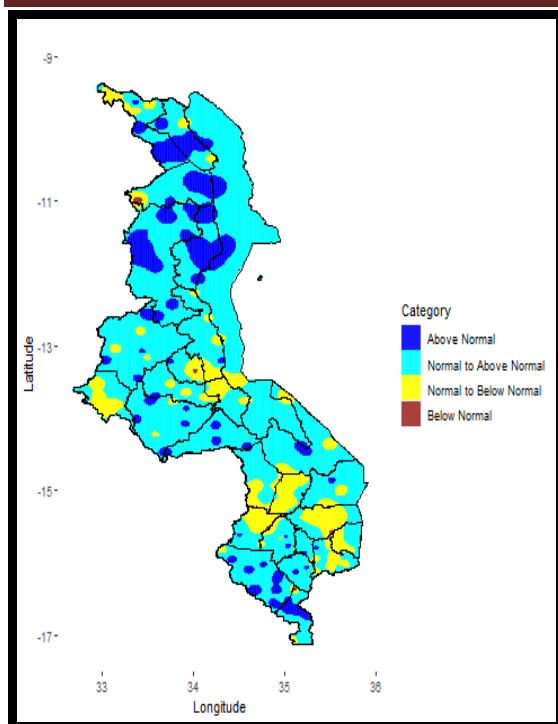 -9
-11
-13
-15
-17
Latitude
33 34 35 36
Longitude
Category
Above Normal
Normal to Above Normal
Normal to Below Normal
Below Normal